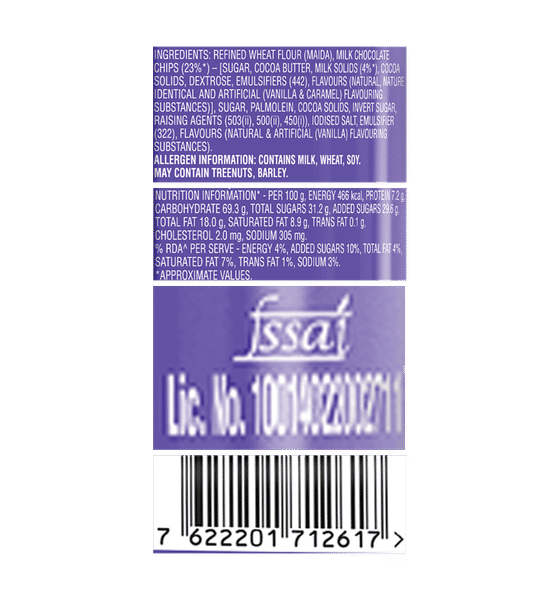 INGREDIENTS: REFINED WHEAT FLOUR (MAIDA), MILK CHOCOLATE
CHIPS (23%*) – [SUGAR, COCOA BUTTER, MILK SOLIDS (4%*), COCOA
SOLIDS, DEXTROSE, EMULSIFIERS (442), FLAVOURS (NATURAL, NATURE
IDENTICAL AND ARTIFICIAL (VANILLA & CARAMEL) FLAVOURING
SUBSTANCES)], SUGAR, PALMOLEIN, COCOA SOLIDS, INVERT SUGAR,
RAISING AGENTS (503(ii), 500(ii), 450(i)), IODISED SALT, EMULSIFIER
(322), FLAVOURS (NATURAL & ARTIFICIAL (VANILLA) FLAVOURING
SUBSTANCES).
ALLERGEN INFORMATION: CONTAINS MILK, WHEAT, SOY.
MAY CONTAIN TREENUTS, BARLEY.
NUTRITION INFORMATION* - PER 100 g, ENERGY 466 kcal, PROTEIN 7.2 g,
CARBOHYDRATE 69.3 g, TOTAL SUGARS 31.2 g, ADDED SUGARS 29.6 g,
TOTAL FAT 18.0 g, SATURATED FAT 8.9 g, TRANS FAT 0.1 g,
CHOLESTEROL 2.0 mg, SODIUM 305 mg.
% RDA^ PER SERVE - ENERGY 4%, ADDED SUGARS 10%, TOTAL FAT 4%,
SATURATED FAT 7%, TRANS FAT 1%, SODIUM 3%.
*APPROXIMATE VALUES.
fssai
Lic. No. 10014022002711
7 622201 712617 >